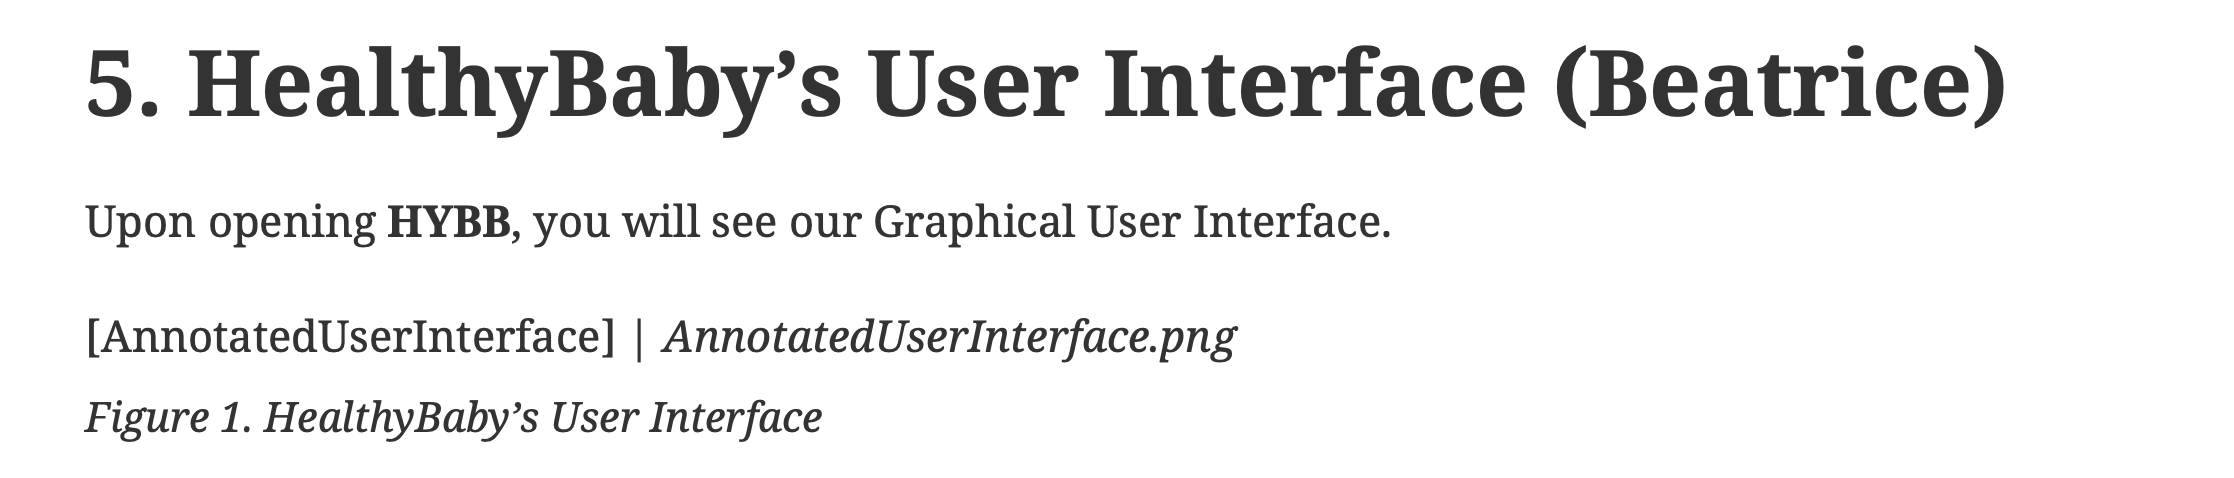 5. HealthyBaby’s User Interface (Beatrice)
Upon opening HYBB, you will see our Graphical User Interface.
[AnnotatedUserInterface] | AnnotatedUserInterface.png
Figure 1. HealthyBaby’s User Interface